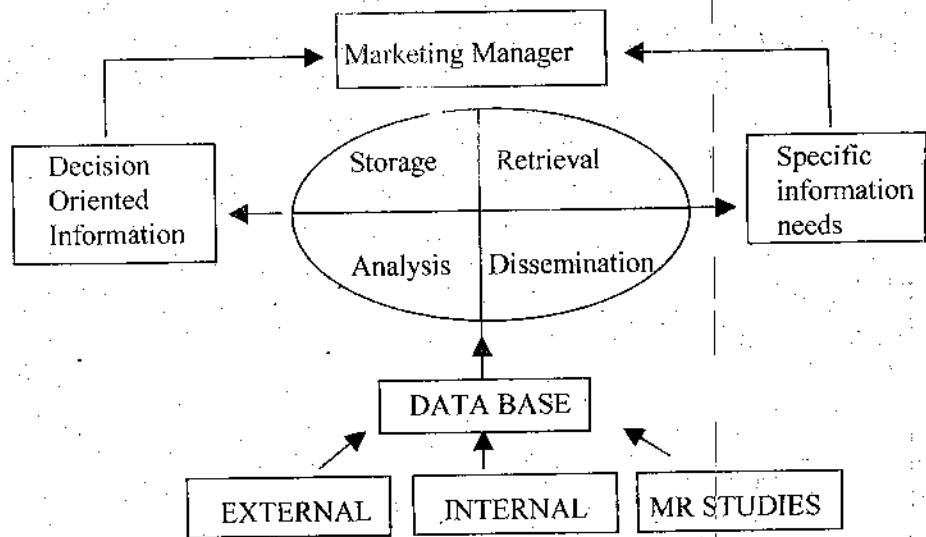 Marketing Manager
Decision
Oriented
Information
Storage
Retrieval
Analysis
Dissemination
Specific
information
needs
DATA BASE
EXTERNAL
INTERNAL
MR STUDIES